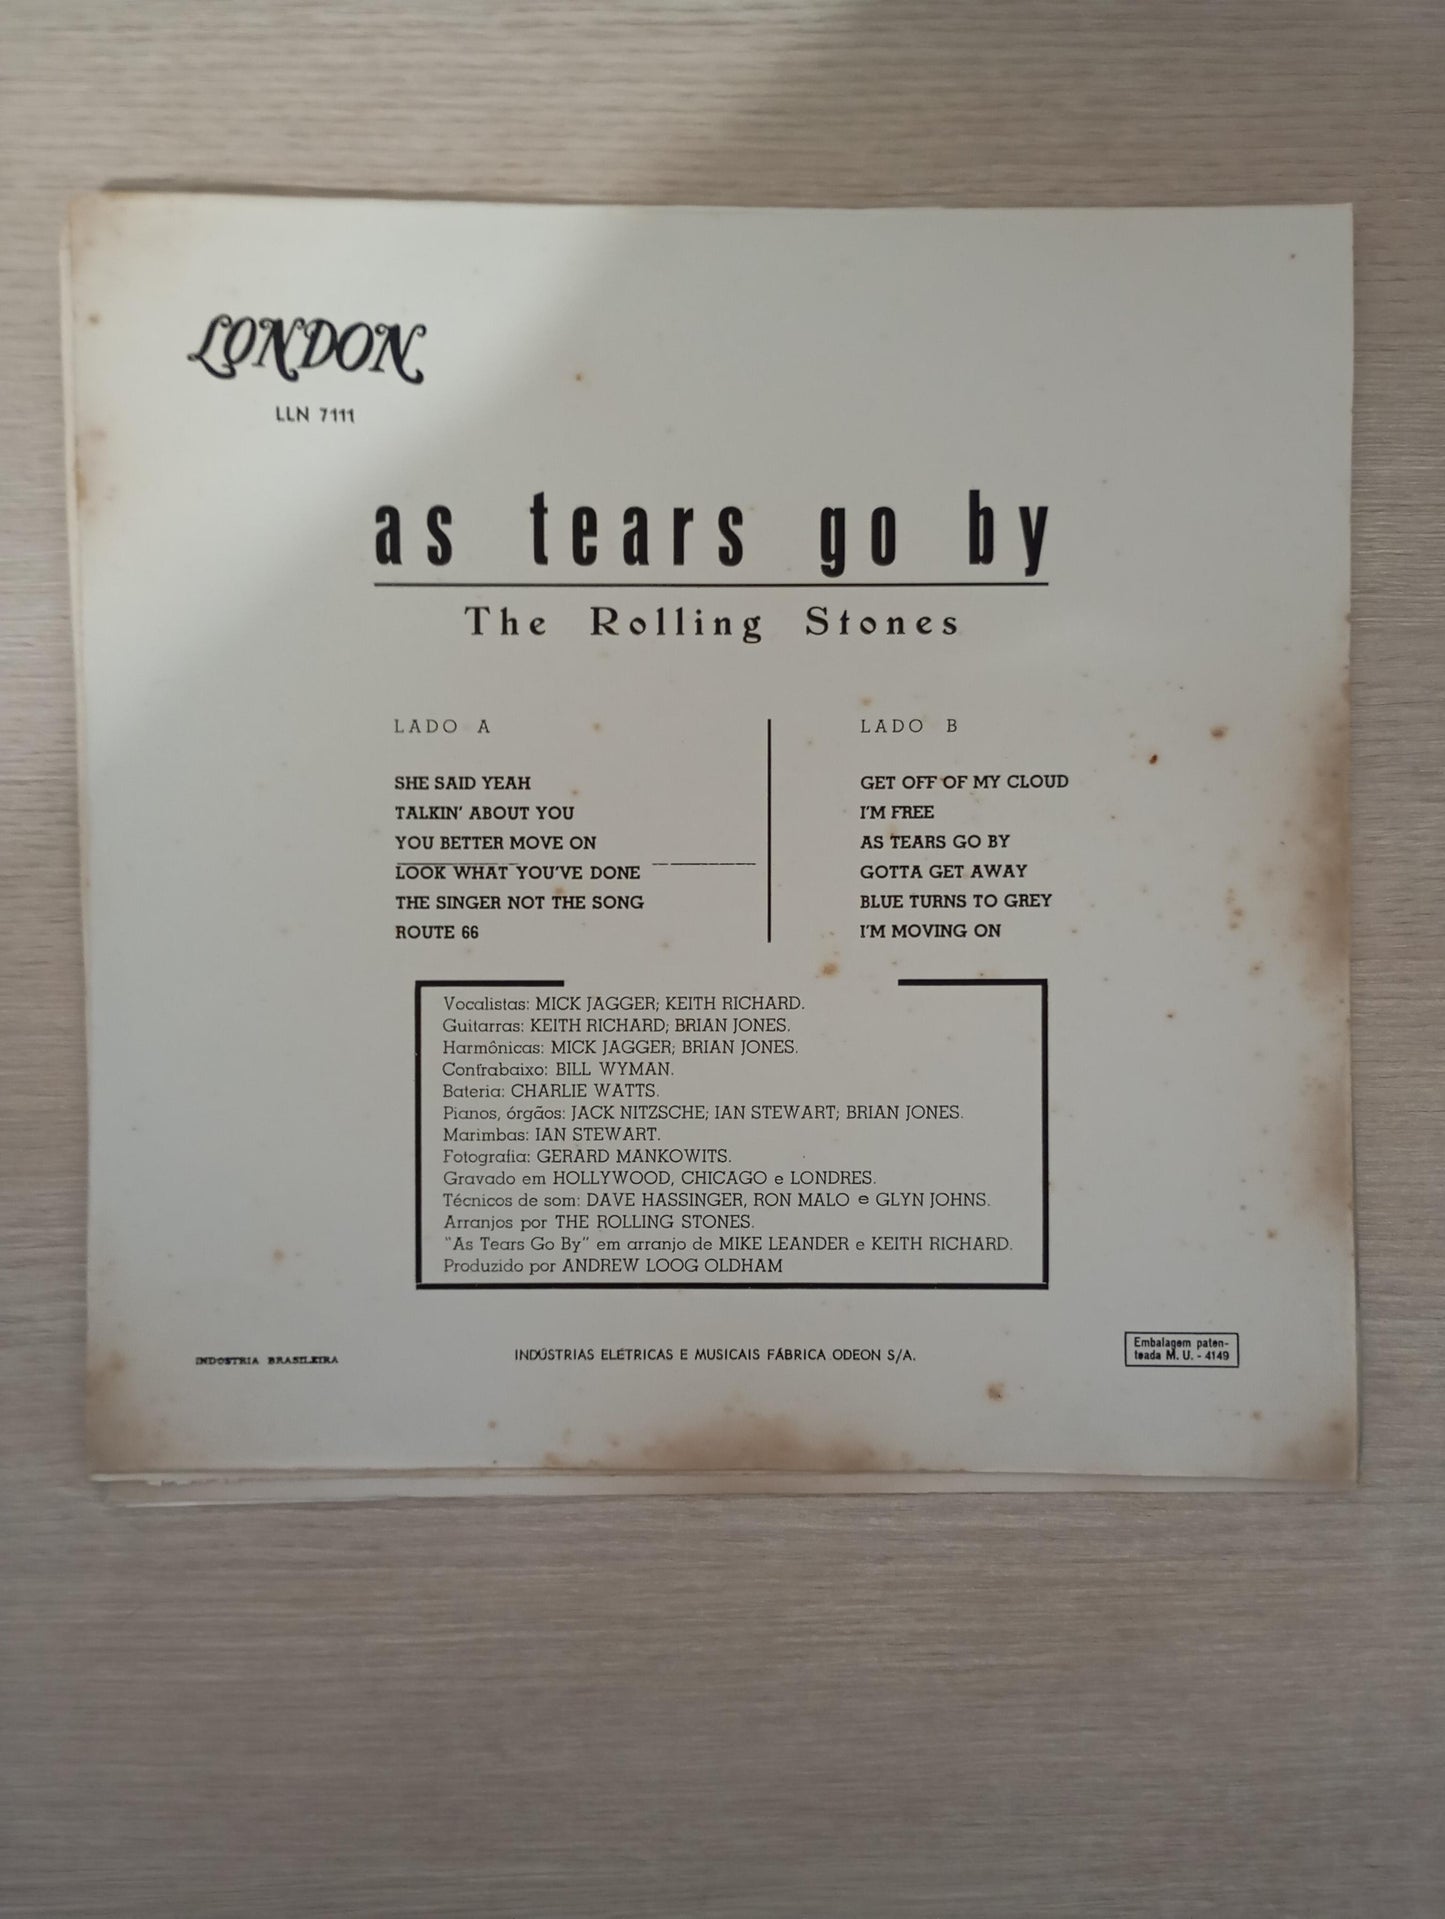 LONDON
LLN 7111
as tears go by
The Rolling Stones
LADO A
SHE SAID YEAH
TALKIN' ABOUT YOU
YOU BETTER MOVE ON
LOOK WHAT YOU'VE DONE
THE SINGER NOT THE SONG
ROUTE 66
LADO B
GET OFF OF MY CLOUD
I'M FREE
AS TEARS GO BY
GOTTA GET AWAY
BLUE TURNS TO GREY
I'M MOVING ON
Vocalistas: MICK JAGGER; KEITH RICHARD.
Guitarras: KEITH RICHARD; BRIAN JONES.
Harmônicas: MICK JAGGER; BRIAN JONES.
Contrabaixo: BILL WYMAN.
Bateria: CHARLIE WATTS.
Pianos, órgãos: JACK NITZSCHE; IAN STEWART; BRIAN JONES.
Marimbas: IAN STEWART.
Fotografia: GERARD MANKOWITS.
Gravado em HOLLYWOOD, CHICAGO e LONDRES.
Técnicos de som: DAVE HASSINGER, RON MALO e GLYN JOHNS.
Arranjos por THE ROLLING STONES.
"As Tears Go By" em arranjo de MIKE LEANDER e KEITH RICHARD.
Produzido por ANDREW LOOG OLDHAM
INDÚSTRIA BRASILEIRA
INDÚSTRIAS ELÉTRICAS E MUSICAIS FÁBRICA ODEON S/A.
Embalagem paten-
teada M. U. - 4149